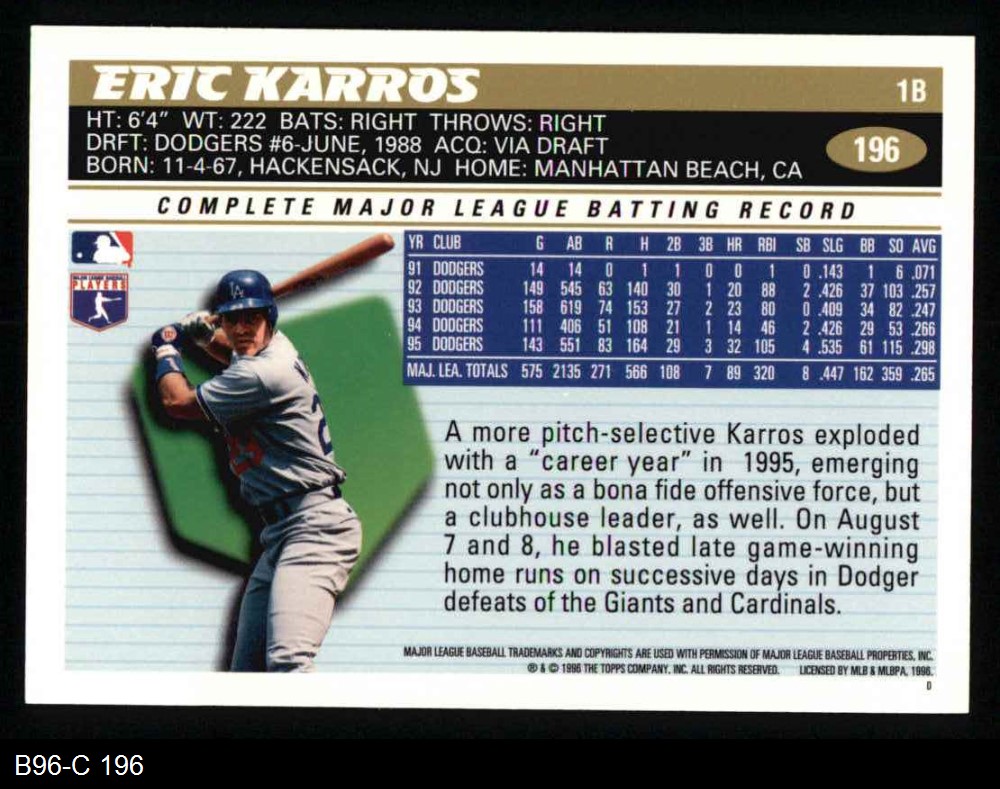 ERIC KARROS
1B
HT: 6'4" WT: 222 BATS: RIGHT THROWS: RIGHT
DRFT: DODGERS #6-JUNE, 1988 ACQ: VIA DRAFT
BORN: 11-4-67, HACKENSACK, NJ HOME: MANHATTAN BEACH, CA
196
COMPLETE MAJOR LEAGUE BATTING RECORD
YR CLUB G AB R H 2B 3B HR RBI SB SLG BB SO AVG
91 DODGERS 14 14 0 1 1 0 0 1 0 .143 1 6 .071
92 DODGERS 149 545 63 140 30 1 20 88 2 .426 37 103 .257
93 DODGERS 158 619 74 153 27 2 23 80 0 .409 34 82 .247
94 DODGERS 111 406 51 108 21 1 14 46 2 .426 29 53 .266
95 DODGERS 143 551 83 164 29 3 32 105 4 .535 61 115 .298
MAJ. LEA. TOTALS 575 2135 271 566 108 7 89 320 8 .447 162 359 .265
MAJOR LEAGUE BASEBALL
PLAYERS
LA
A more pitch-selective Karros exploded
with a “career year” in 1995, emerging
not only as a bona fide offensive force, but
a clubhouse leader, as well. On August
7 and 8, he blasted late game-winning
home runs on successive days in Dodger
defeats of the Giants and Cardinals.
MAJOR LEAGUE BASEBALL TRADEMARKS AND COPYRIGHTS ARE USED WITH PERMISSION OF MAJOR LEAGUE BASEBALL PROPERTIES, INC.
® & © 1996 THE TOPPS COMPANY, INC. ALL RIGHTS RESERVED. LICENSED BY MLB & MLBPA, 1996.
D
B96-C 196